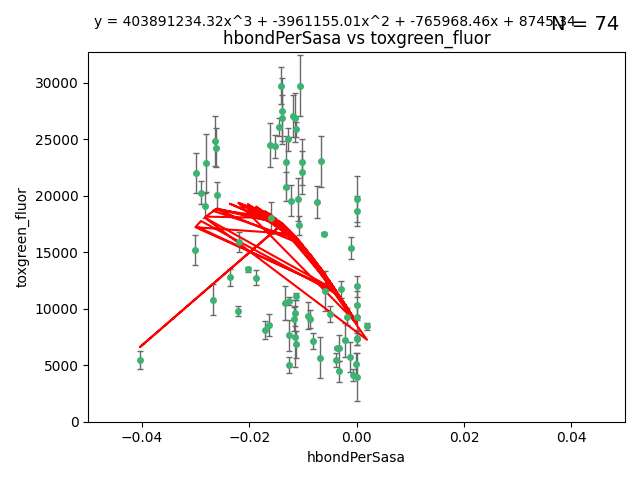 y = 403891234.32x^3 + -3961155.01x^2 + -765968.46x + 8745.34
N = 74
hbondPerSasa vs toxgreen_fluor
30000
25000
20000
15000
10000
5000
0
toxgreen_fluor
−0.04
−0.02
0.00
0.02
0.04
hbondPerSasa